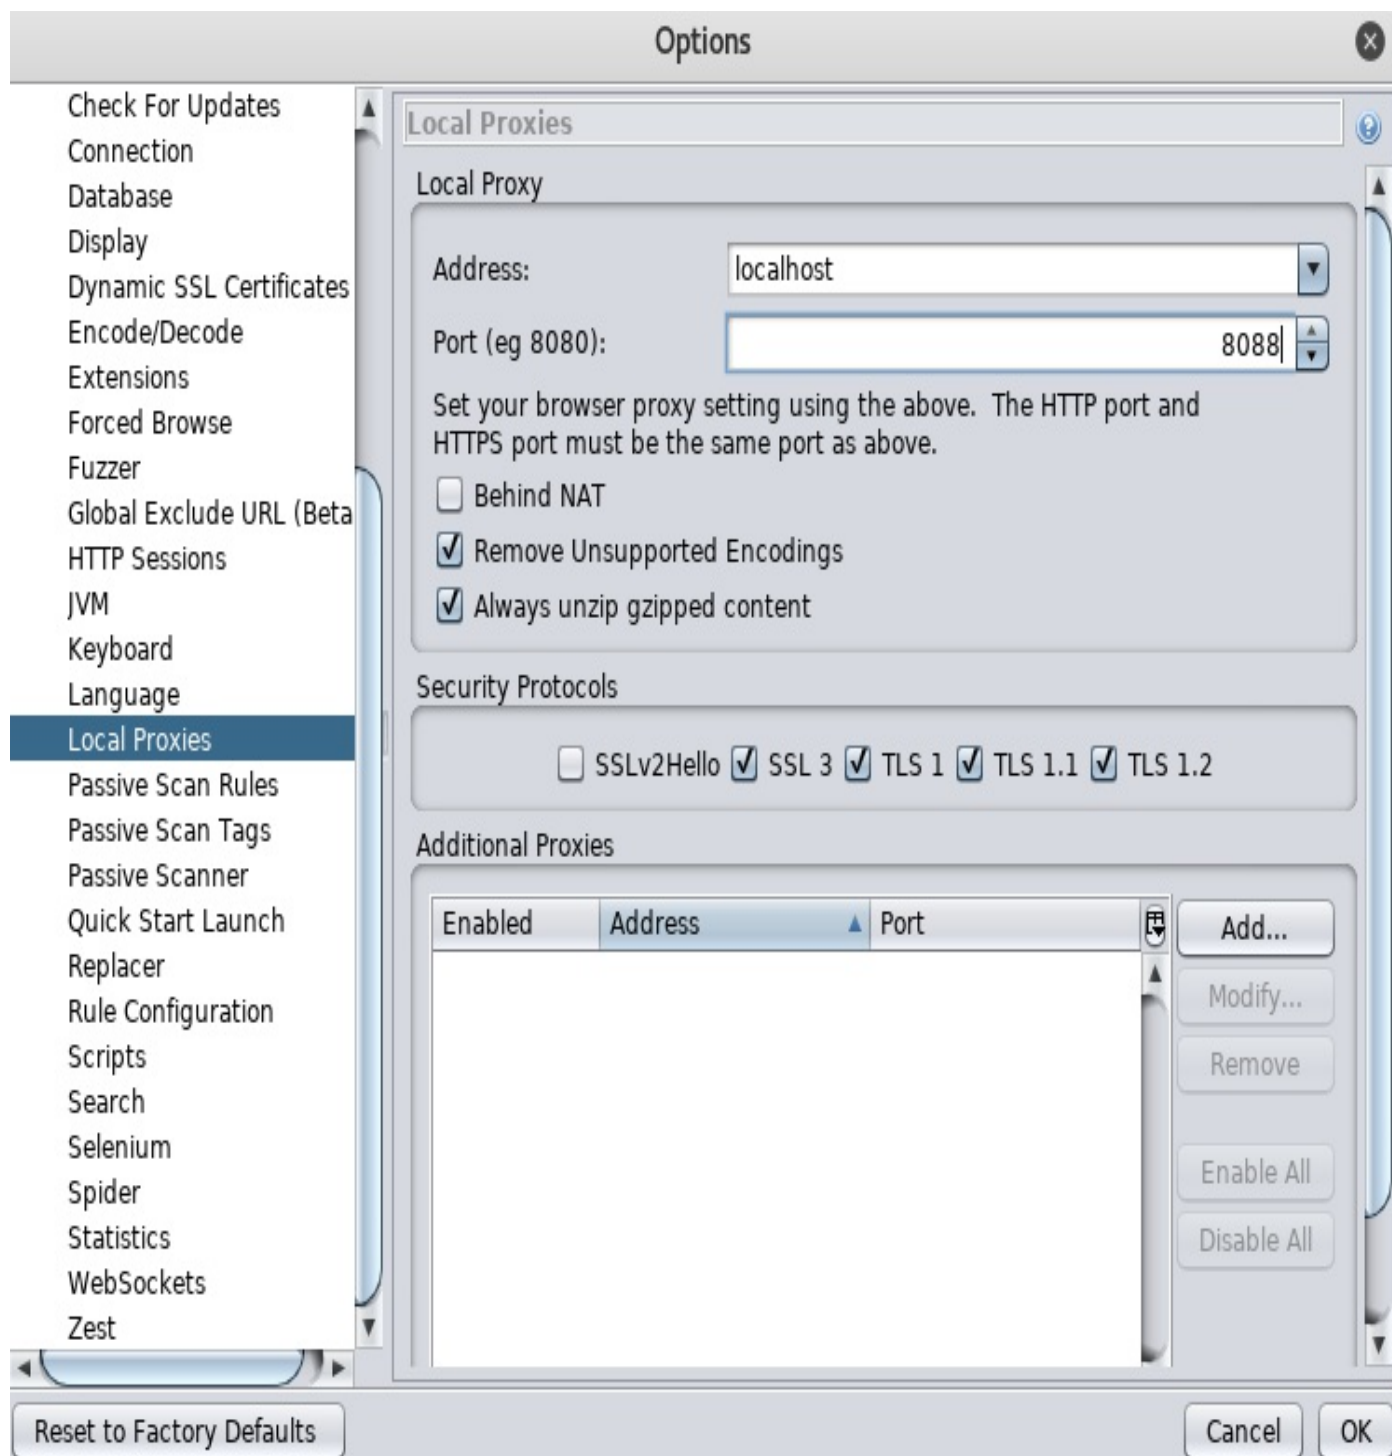 Options
Check For Updates
Connection
Database
Display
Dynamic SSL Certificates
Encode/Decode
Extensions
Forced Browse
Fuzzer
Global Exclude URL (Beta
HTTP Sessions
JVM
Keyboard
Language
Local Proxies
Passive Scan Rules
Passive Scan Tags
Passive Scanner
Quick Start Launch
Replacer
Rule Configuration
Scripts
Search
Selenium
Spider
Statistics
WebSockets
Zest
Local Proxies
Local Proxy
Address: localhost
Port (eg 8080): 8088
Set your browser proxy setting using the above. The HTTP port and
HTTPS port must be the same port as above.
Behind NAT
Remove Unsupported Encodings
Always unzip gzipped content
Security Protocols
SSLv2Hello SSL 3 TLS 1 TLS 1.1 TLS 1.2
Additional Proxies
Enabled Address Port
Add...
Modify...
Remove
Enable All
Disable All
Reset to Factory Defaults Cancel OK